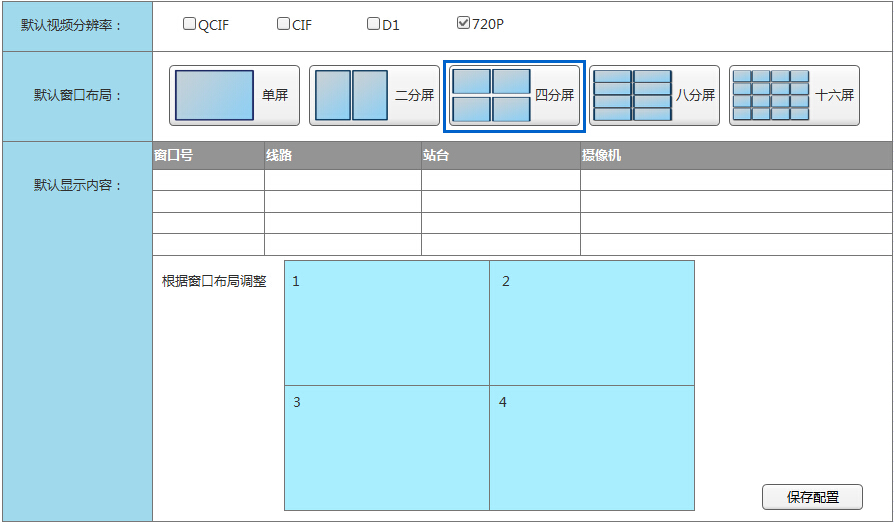 默认视频分辨率： QCIF CIF D1 720P
默认窗口布局： 单屏 二分屏 四分屏 八分屏 十六屏
默认显示内容： 窗口号 线路 站台 摄像机
根据窗口布局调整
1 2
3 4
保存配置